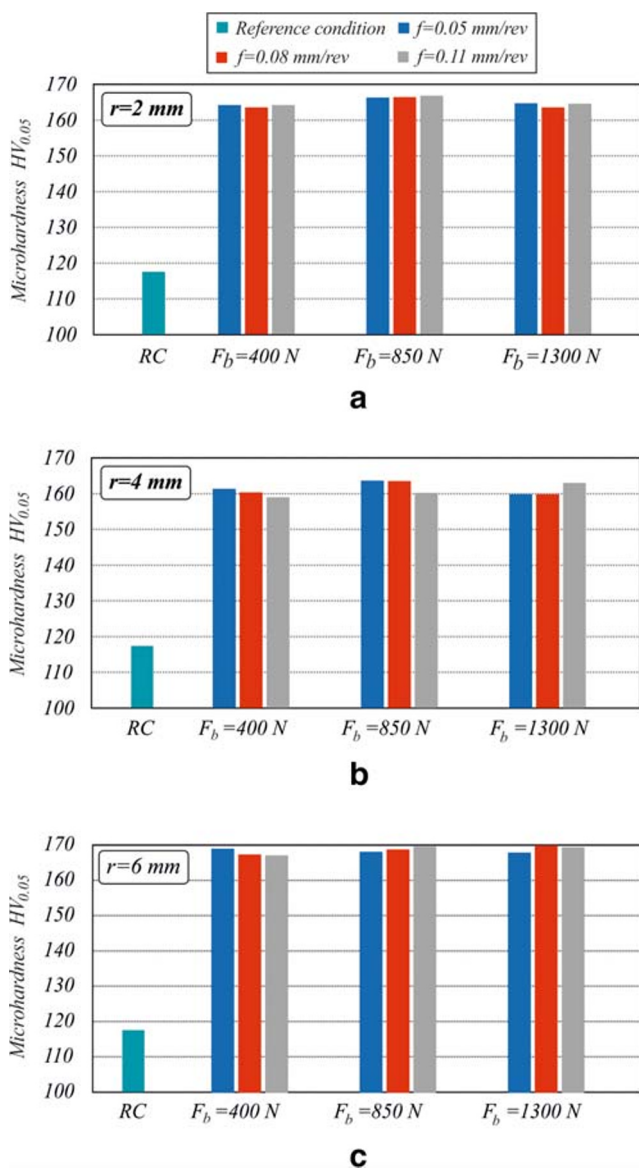 Reference condition f=0.05 mm/rev
f=0.08 mm/rev f=0.11 mm/rev
170
160
150
140
130
120
110
100
Microhardness HV0.05
r=2 mm
RC Fb=400 N Fb=850 N Fb=1300 N
a
170
160
150
140
130
120
110
100
Microhardness HV0.05
r=4 mm
RC Fb=400 N Fb=850 N Fb=1300 N
b
170
160
150
140
130
120
110
100
Microhardness HV0.05
r=6 mm
RC Fb=400 N Fb=850 N Fb=1300 N
c